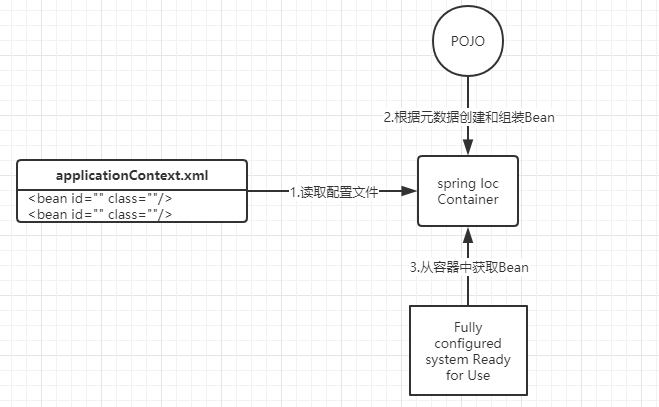 POJO
2.根据元数据创建和组装Bean
applicationContext.xml
<bean id="" class=""/>
<bean id="" class=""/>
1.读取配置文件
spring Ioc
Container
3.从容器中获取Bean
Fully
configured
system Ready
for Use